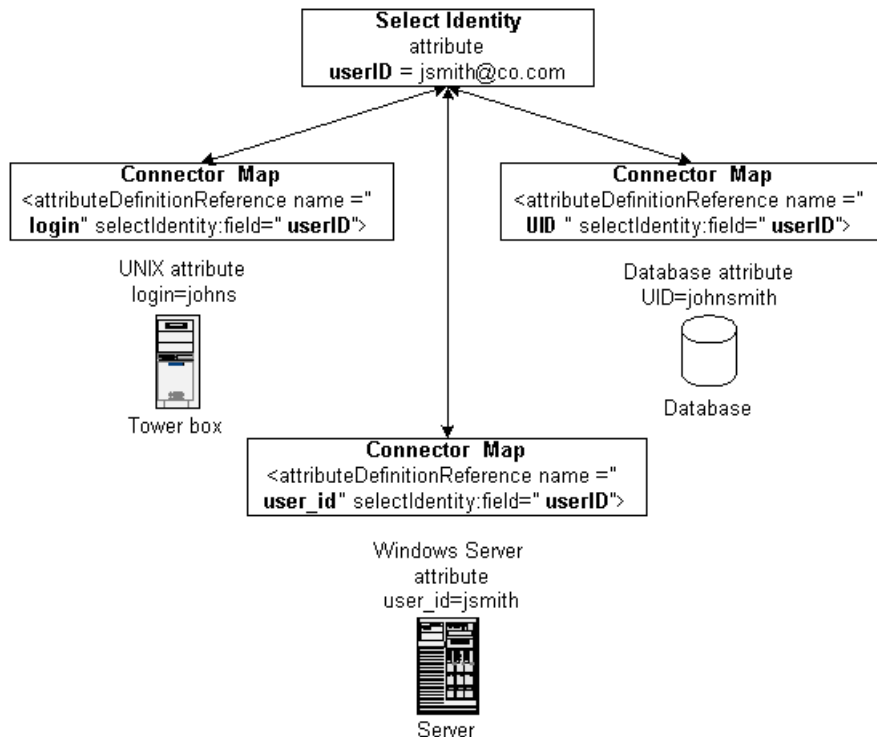 Select Identity
attribute
userID = jsmith@co.com
Connector Map
<attributeDefinitionReference name ="
login" selectIdentity:field=" userID">
Connector Map
<attributeDefinitionReference name ="
UID " selectIdentity:field=" userID">
UNIX attribute
login=johns
Tower box
Database attribute
UID=johnsmith
Database
Connector Map
<attributeDefinitionReference name ="
user_id" selectIdentity:field=" userID">
Windows Server
attribute
user_id=jsmith
Server